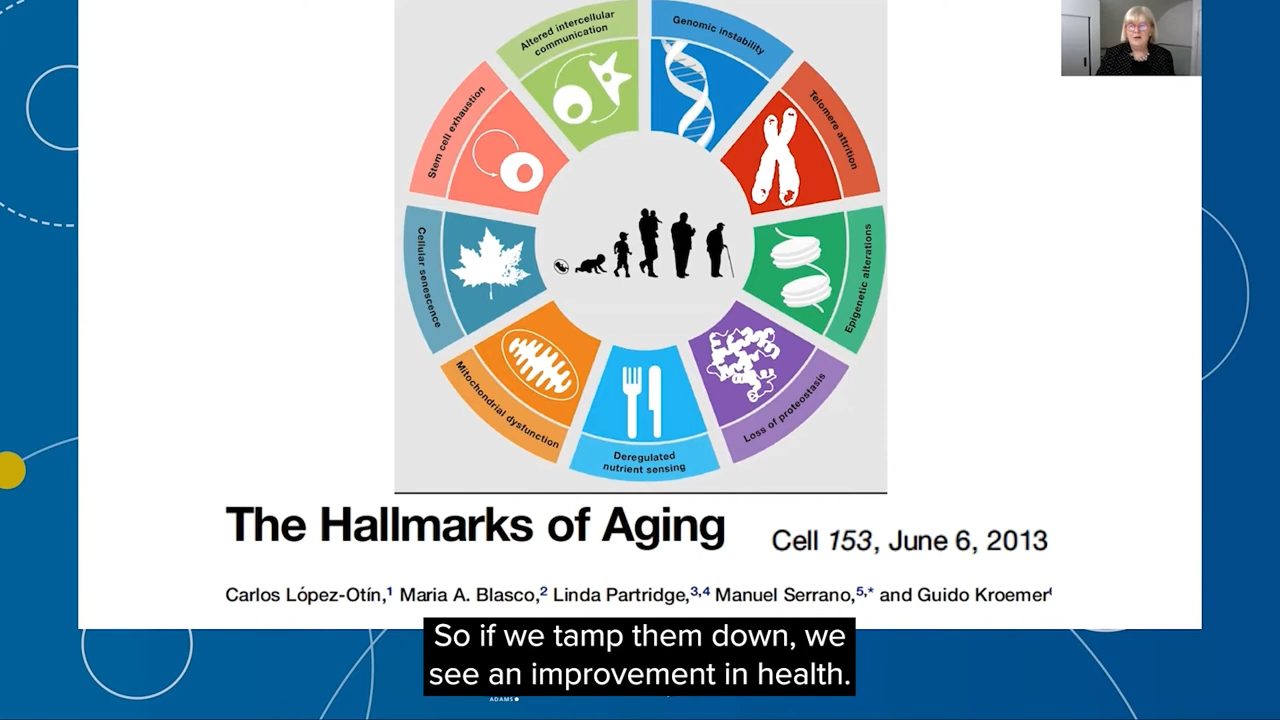 Altered intercellular
communication
Genomic instability
Stem cell exhaustion
Telomere attrition
Cellular senescence
Epigenetic alterations
Mitochondrial dysfunction
Loss of proteostasis
Deregulated
nutrient sensing
The Hallmarks of Aging
Cell 153, June 6, 2013
Carlos López-Otín,1 Maria A. Blasco,2 Linda Partridge,3,4 Manuel Serrano,5,* and Guido Kroemer
So if we tamp them down, we
see an improvement in health.
ADAMS